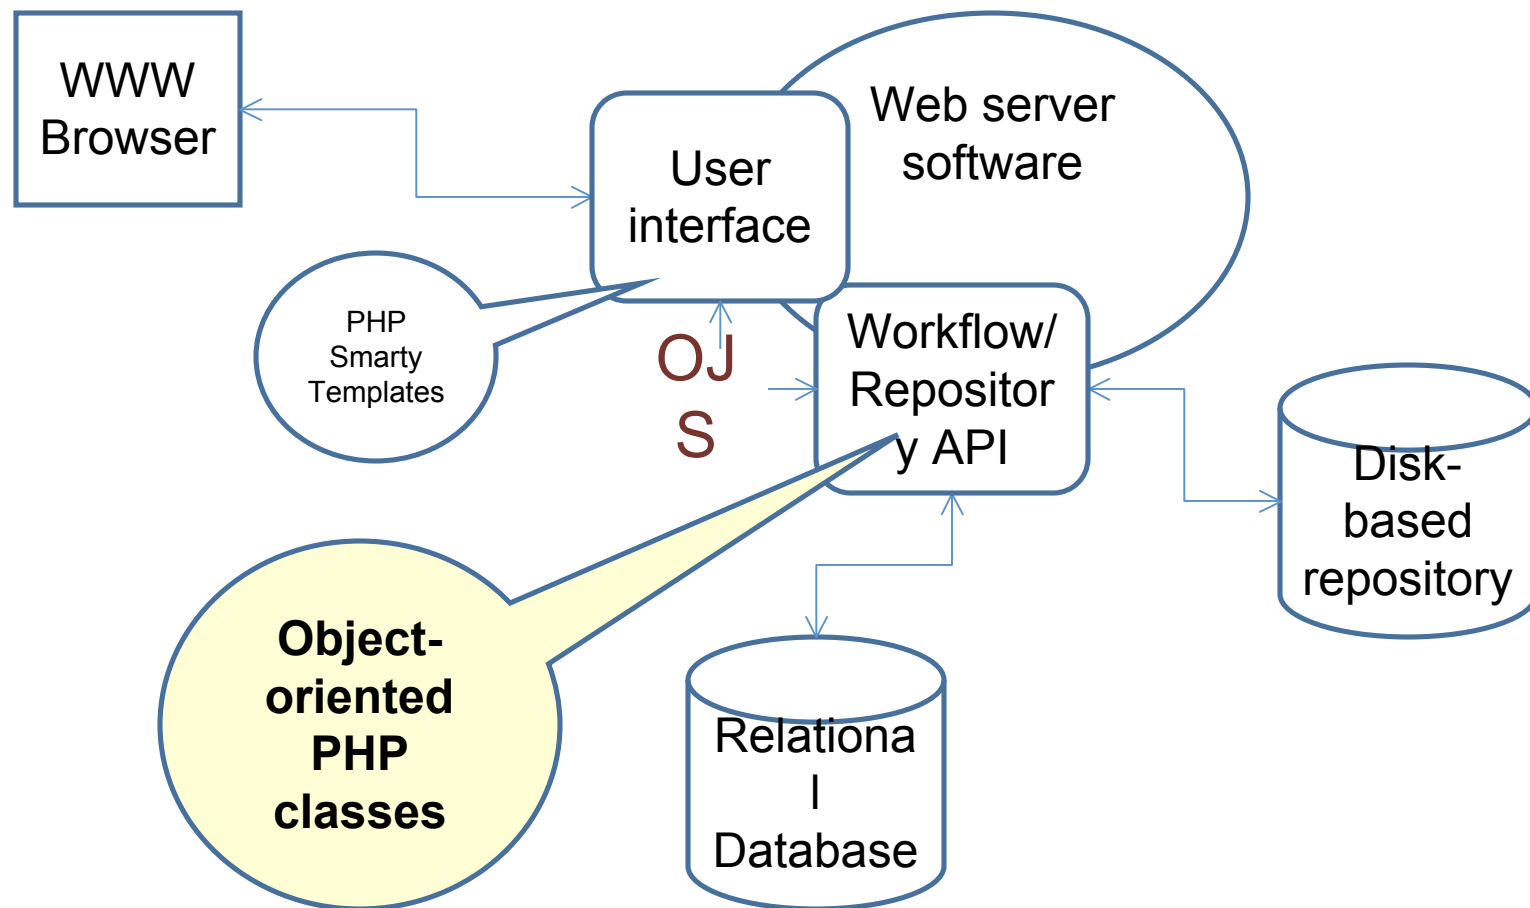 WWW
Browser
Web server
software
User
interface
PHP
Smarty
Templates
OJ
S
Workflow/
Repositor
y API
Disk-
based
repository
Object-
oriented
PHP
classes
Relationa
l
Database